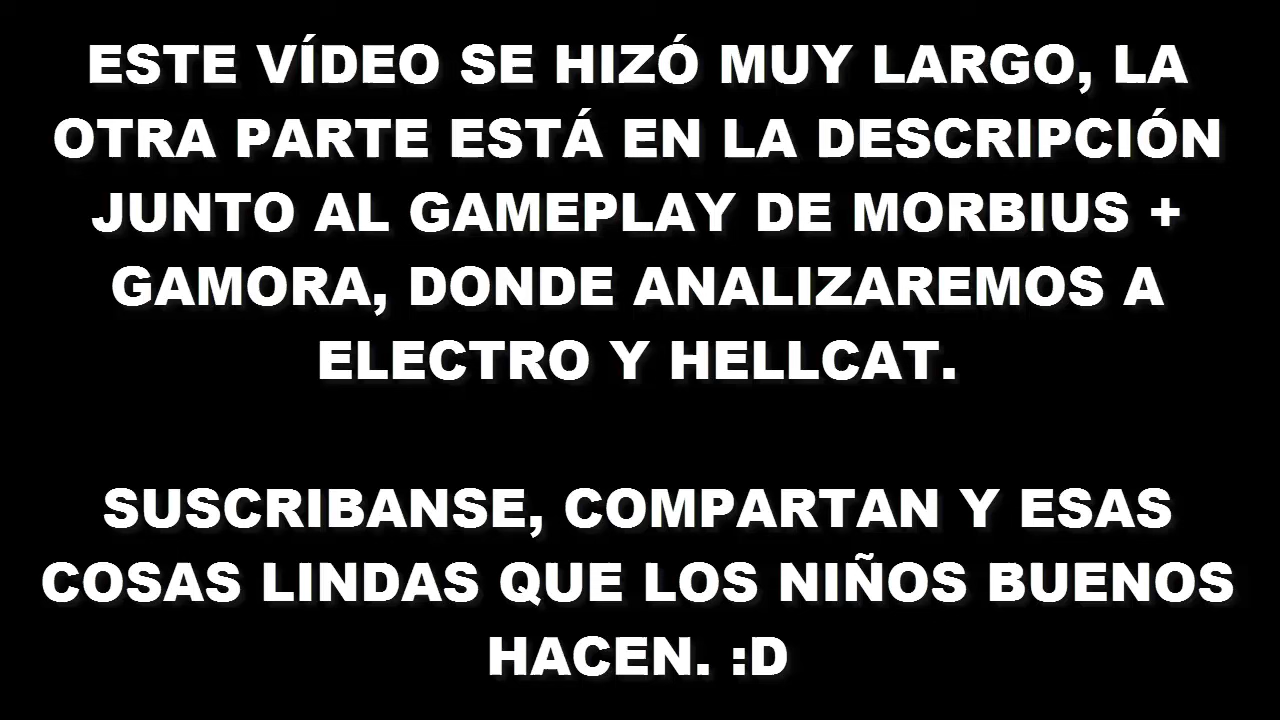 ESTE VÍDEO SE HIZÓ MUY LARGO, LA
OTRA PARTE ESTÁ EN LA DESCRIPCIÓN
JUNTO AL GAMEPLAY DE MORBIUS +
GAMORA, DONDE ANALIZAREMOS A
ELECTRO Y HELLCAT.
SUSCRIBANSE, COMPARTAN Y ESAS
COSAS LINDAS QUE LOS NIÑOS BUENOS
HACEN. :D